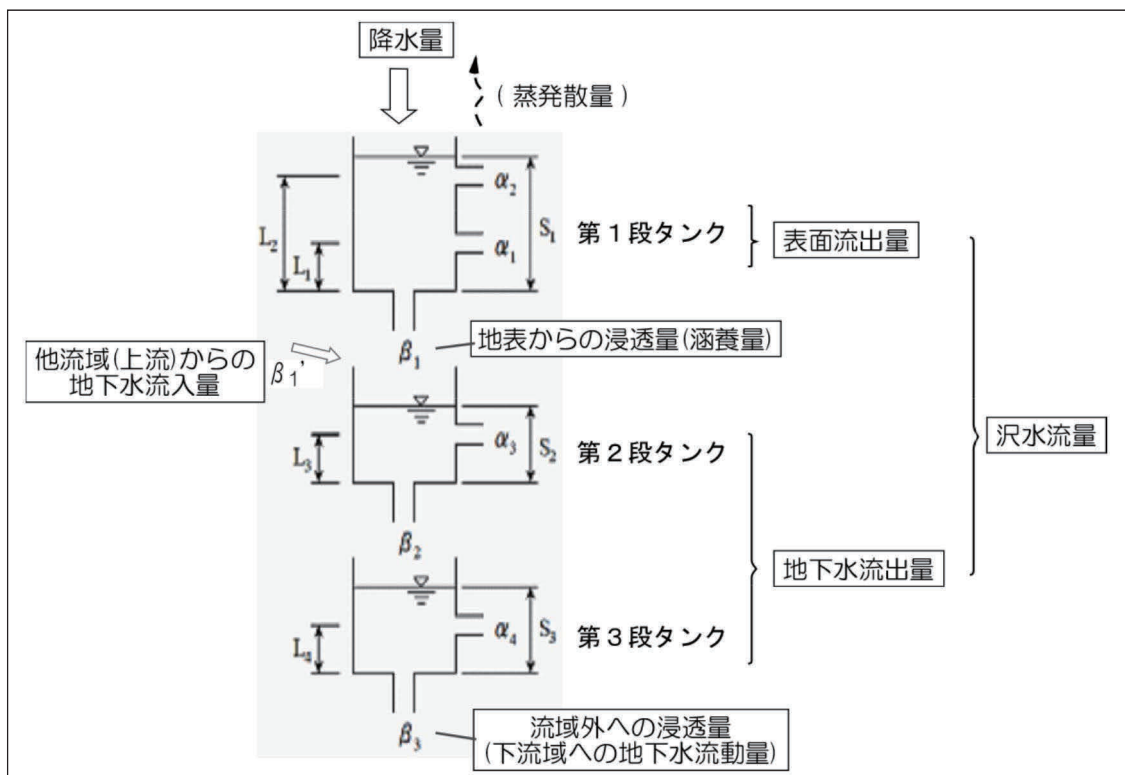 降水量
( 蒸発散量 )
α₂
L₂
L₁
α₁
S₁
第１段タンク
表面流出量
β₁
地表からの浸透量(涵養量)
他流域(上流)からの
地下水流入量
β₁’
L₃
α₃
S₂
第２段タンク
沢水流量
β₂
地下水流出量
L₄
α₄
S₃
第３段タンク
β₃
流域外への浸透量
(下流域への地下水流動量)